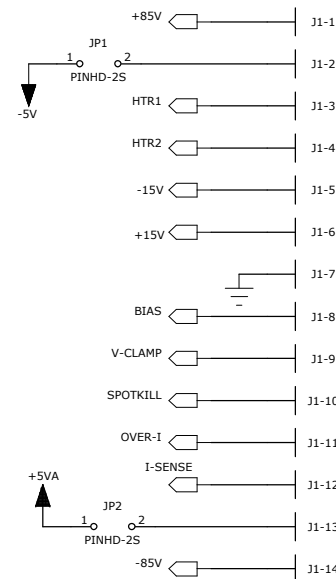 +85V J1-1
JP1
1 2 J1-2
PINHD-2S
-5V
HTR1 J1-3
HTR2 J1-4
-15V J1-5
+15V J1-6
J1-7
BIAS J1-8
V-CLAMP J1-9
SPOTKILL J1-10
OVER-I J1-11
I-SENSE J1-12
+5VA
JP2
1 2 J1-13
PINHD-2S
-85V J1-14